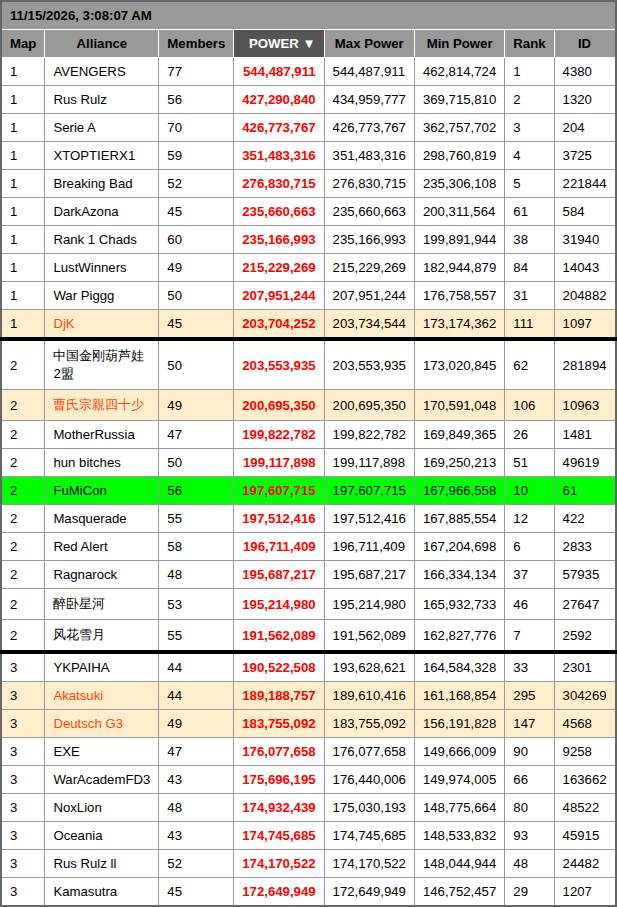 11/15/2026, 3:08:07 AM
Map Alliance Members POWER ▼ Max Power Min Power Rank ID
1 AVENGERS 77 544,487,911 544,487,911 462,814,724 1 4380
1 Rus Rulz 56 427,290,840 434,959,777 369,715,810 2 1320
1 Serie A 70 426,773,767 426,773,767 362,757,702 3 204
1 XTOPTIERX1 59 351,483,316 351,483,316 298,760,819 4 3725
1 Breaking Bad 52 276,830,715 276,830,715 235,306,108 5 221844
1 DarkAzona 45 235,660,663 235,660,663 200,311,564 61 584
1 Rank 1 Chads 60 235,166,993 235,166,993 199,891,944 38 31940
1 LustWinners 49 215,229,269 215,229,269 182,944,879 84 14043
1 War Piggg 50 207,951,244 207,951,244 176,758,557 31 204882
1 DjK 45 203,704,252 203,734,544 173,174,362 111 1097
2 中国金刚葫芦娃 50 203,553,935 203,553,935 173,020,845 62 281894
2盟
2 曹氏宗親四十少 49 200,695,350 200,695,350 170,591,048 106 10963
2 MotherRussia 47 199,822,782 199,822,782 169,849,365 26 1481
2 hun bitches 50 199,117,898 199,117,898 169,250,213 51 49619
2 FuMiCon 56 197,607,715 197,607,715 167,966,558 10 61
2 Masquerade 55 197,512,416 197,512,416 167,885,554 12 422
2 Red Alert 58 196,711,409 196,711,409 167,204,698 6 2833
2 Ragnarock 48 195,687,217 195,687,217 166,334,134 37 57935
2 醉卧星河 53 195,214,980 195,214,980 165,932,733 46 27647
2 风花雪月 55 191,562,089 191,562,089 162,827,776 7 2592
3 YKPAIHA 44 190,522,508 193,628,621 164,584,328 33 2301
3 Akatsuki 44 189,188,757 189,610,416 161,168,854 295 304269
3 Deutsch G3 49 183,755,092 183,755,092 156,191,828 147 4568
3 EXE 47 176,077,658 176,077,658 149,666,009 90 9258
3 WarAcademFD3 43 175,696,195 176,440,006 149,974,005 66 163662
3 NoxLion 48 174,932,439 175,030,193 148,775,664 80 48522
3 Oceania 43 174,745,685 174,745,685 148,533,832 93 45915
3 Rus Rulz ll 52 174,170,522 174,170,522 148,044,944 48 24482
3 Kamasutra 45 172,649,949 172,649,949 146,752,457 29 1207